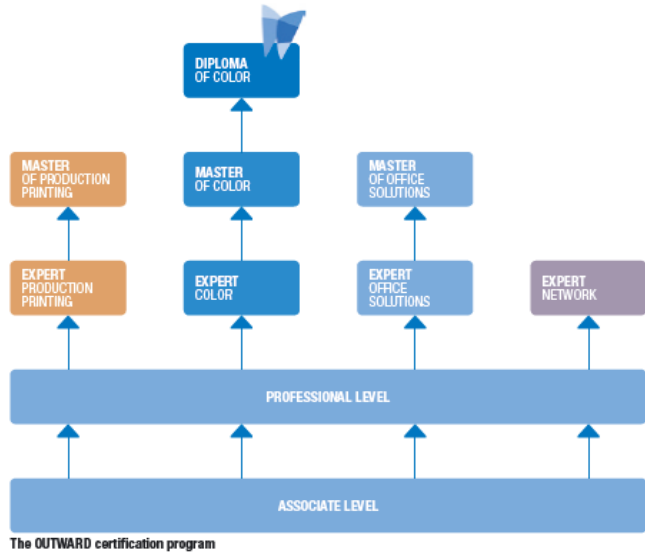 DIPLOMA
OF COLOR
MASTER
OF PRODUCTION
PRINTING
MASTER
OF COLOR
MASTER
OF OFFICE
SOLUTIONS
EXPERT
PRODUCTION
PRINTING
EXPERT
COLOR
EXPERT
OFFICE
SOLUTIONS
EXPERT
NETWORK
PROFESSIONAL LEVEL
ASSOCIATE LEVEL
The OUTWARD certification program